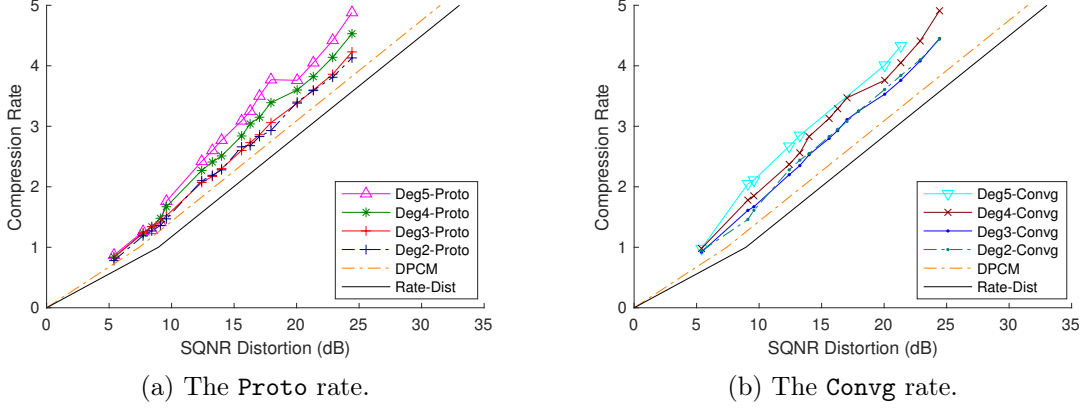 5
4
3
2
1
0
Compression Rate
Deg5-Proto
Deg4-Proto
Deg3-Proto
Deg2-Proto
DPCM
Rate-Dist
0 5 10 15 20 25 30 35
SQNR Distortion (dB)
(a) The Proto rate.
5
4
3
2
1
0
Compression Rate
Deg5-Convg
Deg4-Convg
Deg3-Convg
Deg2-Convg
DPCM
Rate-Dist
0 5 10 15 20 25 30 35
SQNR Distortion (dB)
(b) The Convg rate.